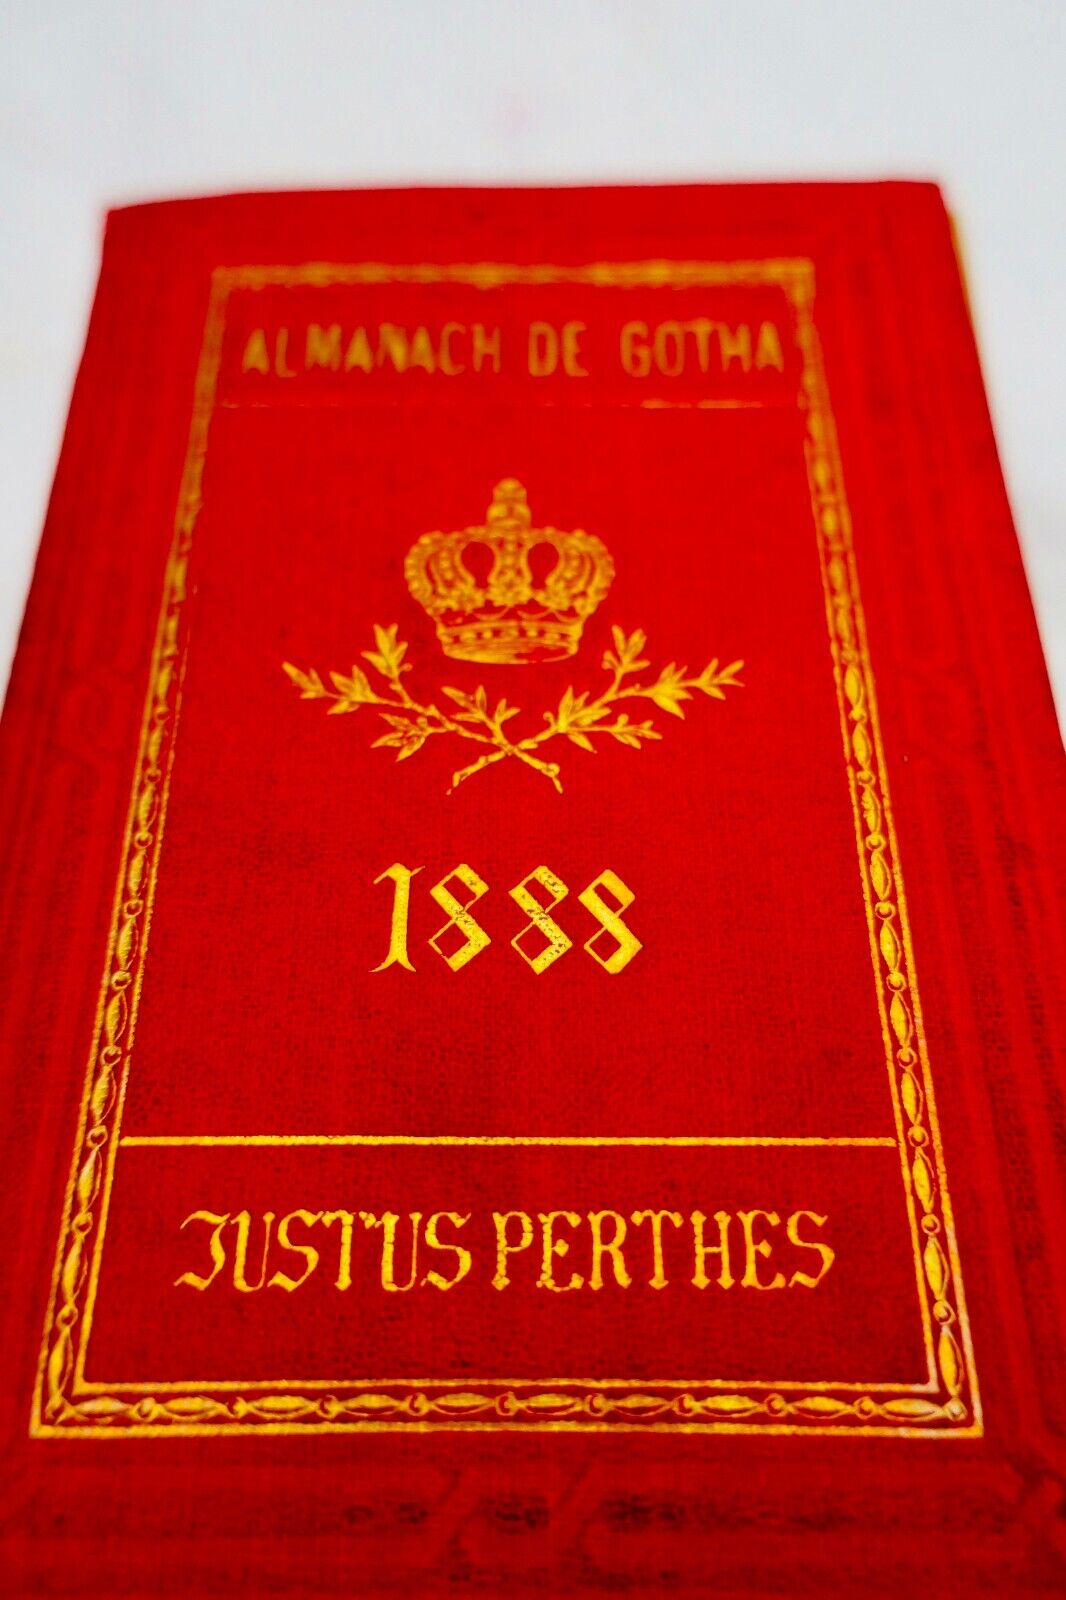 ALMANACH DE GOTHA
1888
JUSTUS PERTHES